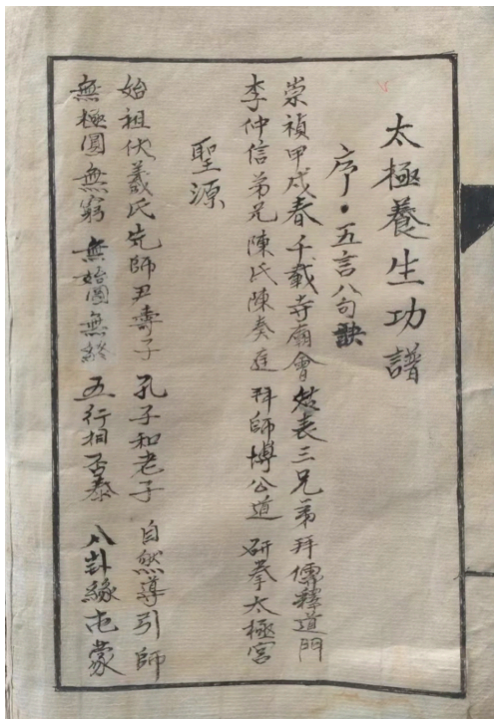 太極養生功譜
序·五言八句訣
崇禎甲戌春 千載寺廟會 姑表三兄弟 拜傳釋道門
李仲信弟兄 陳氏陳奏庭 拜師博公道 研拳太極宮
聖源
始祖伏羲氏 先師尹壽子 孔子和老子 自然導引師
無極圓無窮 無始圓無終 五行相否泰 八卦緣屯蒙